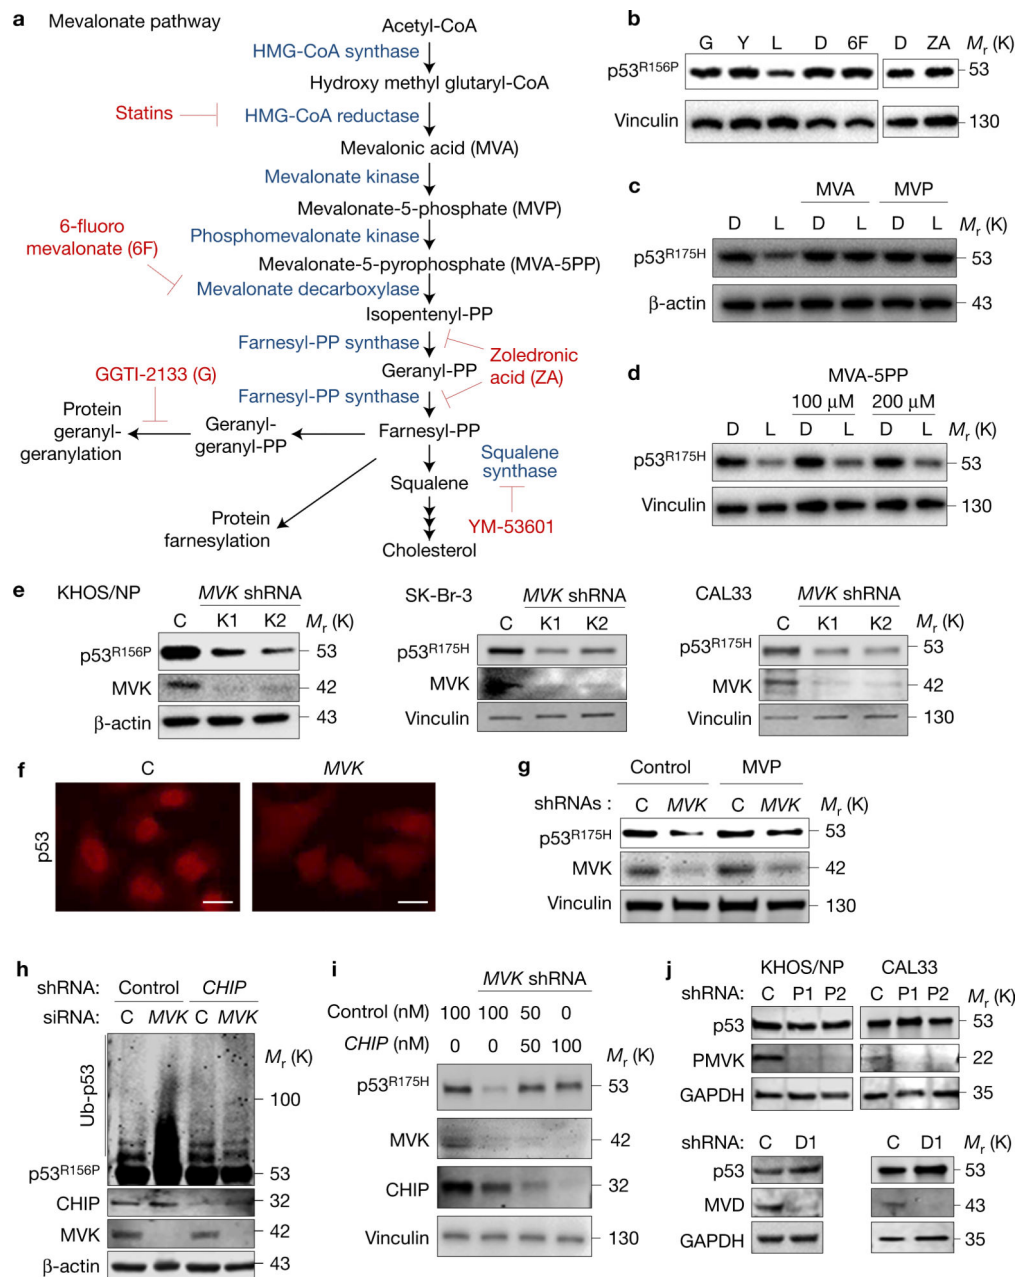 a Mevalonate pathway
Acetyl-CoA
HMG-CoA synthase
Hydroxy methyl glutaryl-CoA
Statins
HMG-CoA reductase
Mevalonic acid (MVA)
Mevalonate kinase
Mevalonate-5-phosphate (MVP)
6-fluoro
mevalonate (6F)
Phosphomevalonate kinase
Mevalonate-5-pyrophosphate (MVA-5PP)
Mevalonate decarboxylase
Isopentenyl-PP
Farnesyl-PP synthase
Zoledronic
acid (ZA)
Geranyl-PP
GGTI-2133 (G)
Farnesyl-PP synthase
Protein
geranyl-
geranylation
Geranyl-
geranyl-PP
Farnesyl-PP
Squalene
synthase
Squalene
YM-53601
Protein
farnesylation
Cholesterol
b
G Y L D 6F D ZA Mr (K)
p53R156P 53
Vinculin 130
c
MVA MVP
D L D L D L Mr (K)
p53R175H 53
β-actin 43
d
MVA-5PP
100 µM 200 µM
D L D L D L Mr (K)
p53R175H 53
Vinculin 130
e
KHOS/NP MVK shRNA
C K1 K2 Mr (K)
p53R156P 53
MVK 42
β-actin 43
SK-Br-3 MVK shRNA
C K1 K2
p53R175H
MVK
Vinculin
CAL33 MVK shRNA
C K1 K2 Mr (K)
p53R175H 53
MVK 42
Vinculin 130
f
C MVK
p53
g
Control MVP
shRNAs : C MVK C MVK Mr (K)
p53R175H 53
MVK 42
Vinculin 130
h
shRNA: Control CHIP
siRNA: C MVK C MVK
Mr (K)
Ub-p53
100
p53R156P 53
CHIP 32
MVK 42
β-actin 43
i
MVK shRNA
Control (nM) 100 100 50 0
CHIP (nM) 0 0 50 100
Mr (K)
p53R175H 53
MVK 42
CHIP 32
Vinculin 130
j
KHOS/NP CAL33
shRNA: C P1 P2 C P1 P2 Mr (K)
p53 53
PMVK 22
GAPDH 35
shRNA: C D1 C D1 Mr (K)
p53 53
MVD 43
GAPDH 35